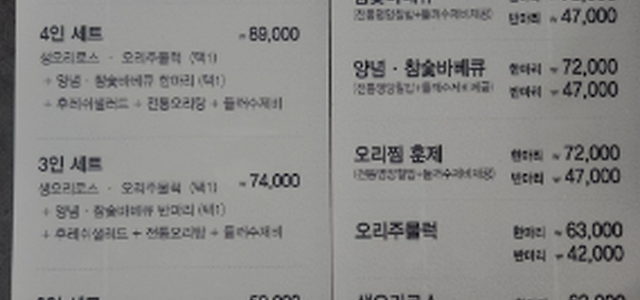 4인 세트 ₩89,000
생오리로스 · 오리주물럭 (택1)
+ 양념 · 참숯바베큐 한마리 (택1)
+ 후레쉬샐러드 + 전통오리탕 + 들깨수제비
3인 세트 ₩74,000
생오리로스 · 오리주물럭 (택1)
+ 양념 · 참숯바베큐 반마리 (택1)
+ 후레쉬샐러드 + 전통오리탕 + 들깨수제비
반마리 ₩47,000
양념 · 참숯바베큐 한마리 ₩72,000
반마리 ₩47,000
오리찜 훈제 한마리 ₩72,000
반마리 ₩47,000
오리주물럭 한마리 ₩63,000
반마리 ₩42,000